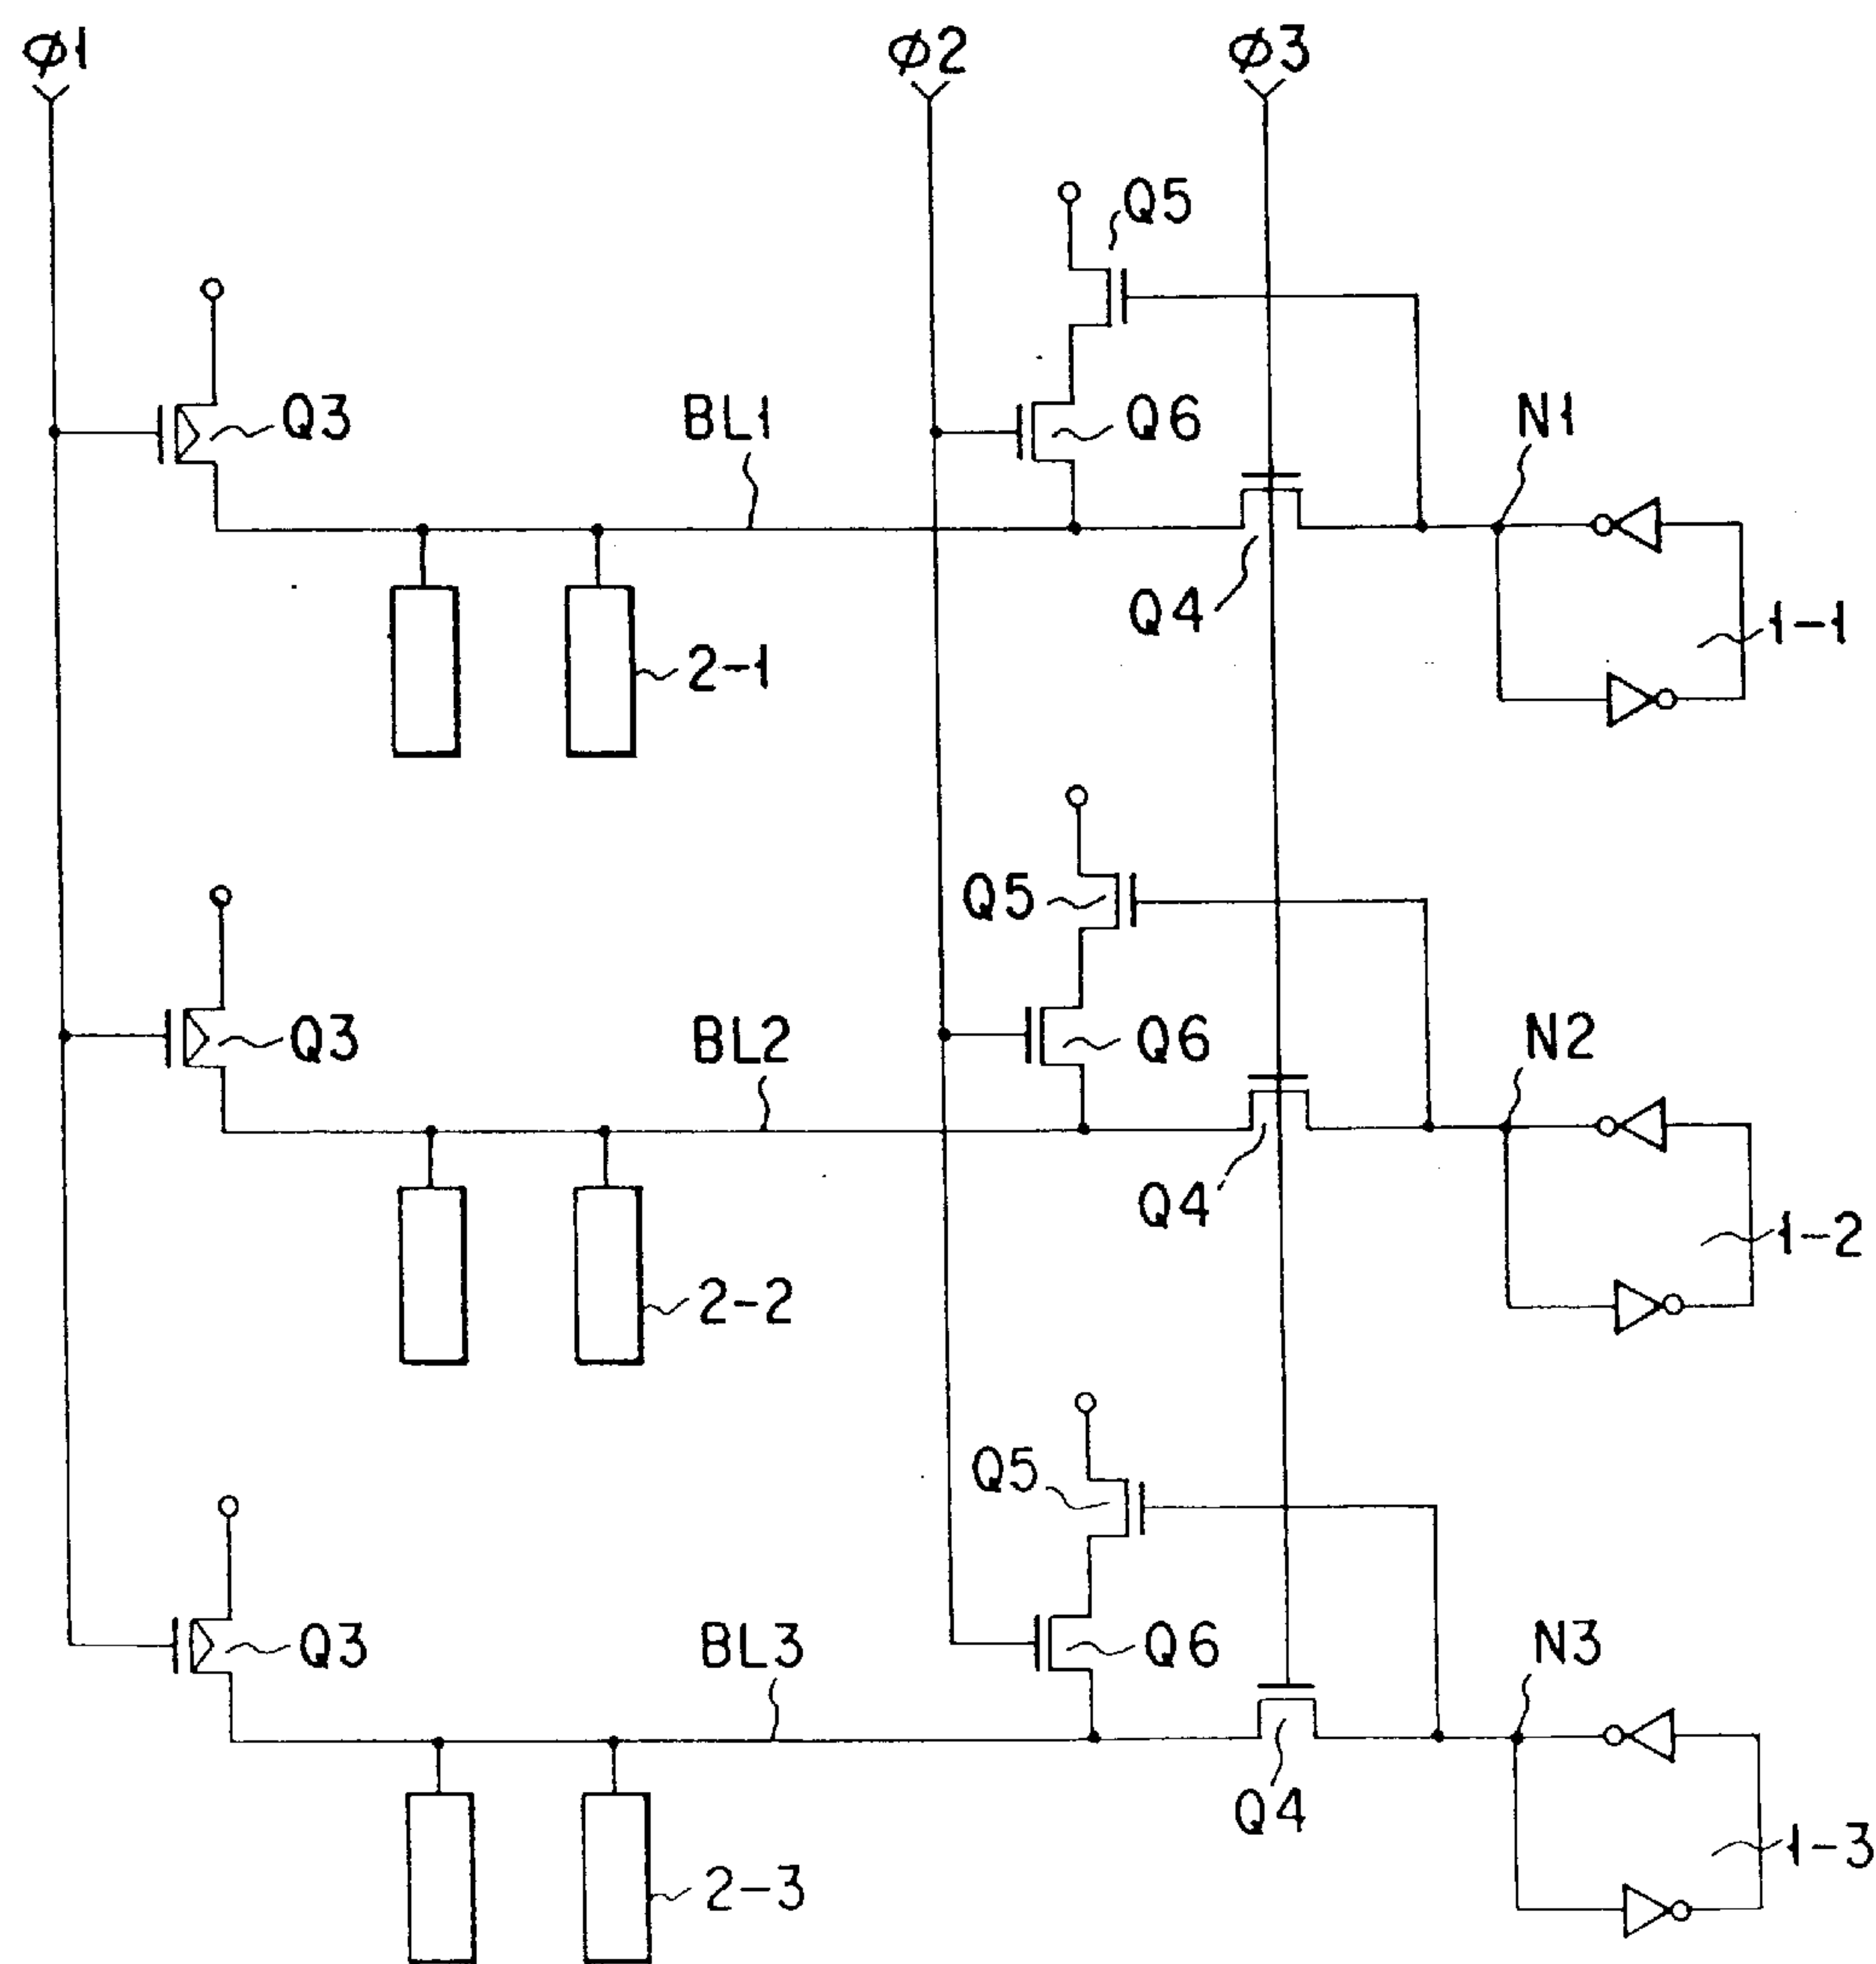 φ1 φ2 φ3
Q5
Q3 BL1 Q6 N1
Q4 1-1
2-1
Q5
Q3 BL2 Q6 N2
Q4 1-2
2-2
Q5
Q3 BL3 Q6 N3
Q4 1-3
2-3